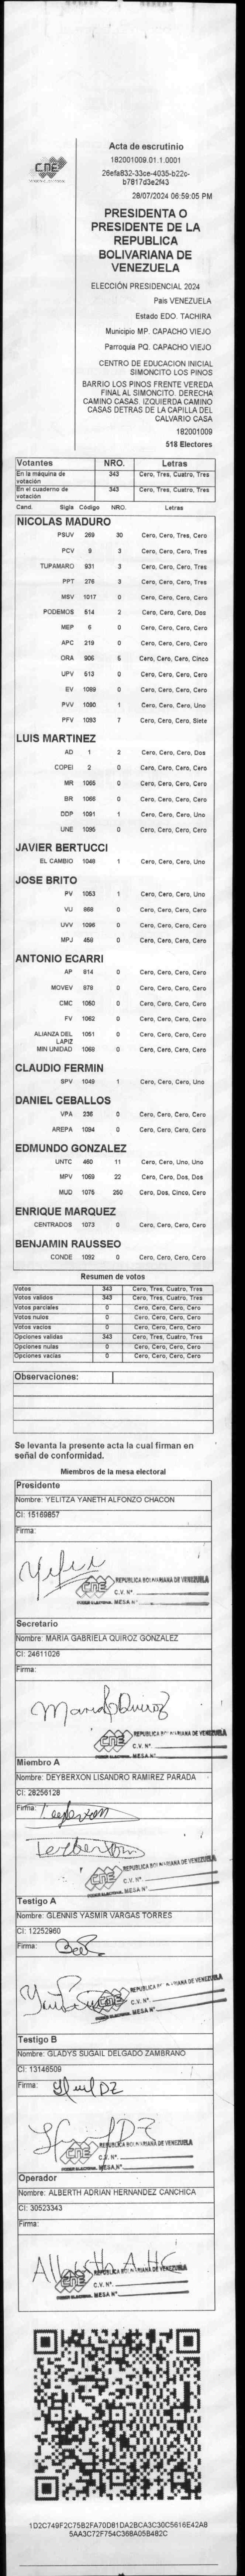 CNE
PODER ELECTORAL
Acta de escrutinio
182001009.01.1.0001
26efa832-33ce-4035-b22c-
b7817d3e2f43
28/07/2024 06:59:05 PM
PRESIDENTA O
PRESIDENTE DE LA
REPUBLICA
BOLIVARIANA DE
VENEZUELA
ELECCIÓN PRESIDENCIAL 2024
Pais VENEZUELA
Estado EDO. TACHIRA
Municipio MP. CAPACHO VIEJO
Parroquia PQ. CAPACHO VIEJO
CENTRO DE EDUCACION INICIAL
SIMONCITO LOS PINOS
BARRIO LOS PINOS FRENTE VEREDA
FINAL AL SIMONCITO. DERECHA
CAMINO CASAS. IZQUIERDA CAMINO
CASAS DETRAS DE LA CAPILLA DEL
CALVARIO CASA
182001009
518 Electores
Votantes NRO. Letras
En la máquina de votación 343 Cero, Tres, Cuatro, Tres
En el cuaderno de votación 343 Cero, Tres, Cuatro, Tres
Cand. Sigla Código NRO. Letras
NICOLAS MADURO
PSUV 269 30 Cero, Cero, Tres, Cero
PCV 9 3 Cero, Cero, Cero, Tres
TUPAMARO 931 3 Cero, Cero, Cero, Tres
PPT 276 3 Cero, Cero, Cero, Tres
MSV 1017 0 Cero, Cero, Cero, Cero
PODEMOS 514 2 Cero, Cero, Cero, Dos
MEP 6 0 Cero, Cero, Cero, Cero
APC 219 0 Cero, Cero, Cero, Cero
ORA 906 5 Cero, Cero, Cero, Cinco
UPV 513 0 Cero, Cero, Cero, Cero
EV 1089 0 Cero, Cero, Cero, Cero
PVV 1090 1 Cero, Cero, Cero, Uno
PFV 1093 7 Cero, Cero, Cero, Siete
LUIS MARTINEZ
AD 1 2 Cero, Cero, Cero, Dos
COPEI 2 0 Cero, Cero, Cero, Cero
MR 1065 0 Cero, Cero, Cero, Cero
BR 1066 0 Cero, Cero, Cero, Cero
DDP 1091 1 Cero, Cero, Cero, Uno
UNE 1095 0 Cero, Cero, Cero, Cero
JAVIER BERTUCCI
EL CAMBIO 1048 1 Cero, Cero, Cero, Uno
JOSE BRITO
PV 1053 1 Cero, Cero, Cero, Uno
VU 868 0 Cero, Cero, Cero, Cero
UVV 1096 0 Cero, Cero, Cero, Cero
MPJ 459 0 Cero, Cero, Cero, Cero
ANTONIO ECARRI
AP 814 0 Cero, Cero, Cero, Cero
MOVEV 978 0 Cero, Cero, Cero, Cero
CMC 1050 0 Cero, Cero, Cero, Cero
FV 1062 0 Cero, Cero, Cero, Cero
ALIANZA DEL LAPIZ 1051 0 Cero, Cero, Cero, Cero
MIN UNIDAD 1068 0 Cero, Cero, Cero, Cero
CLAUDIO FERMIN
SPV 1049 1 Cero, Cero, Cero, Uno
DANIEL CEBALLOS
VPA 236 0 Cero, Cero, Cero, Cero
AREPA 1094 0 Cero, Cero, Cero, Cero
EDMUNDO GONZALEZ
UNTC 460 11 Cero, Cero, Uno, Uno
MPV 1069 22 Cero, Cero, Dos, Dos
MUD 1075 250 Cero, Dos, Cinco, Cero
ENRIQUE MARQUEZ
CENTRADOS 1073 0 Cero, Cero, Cero, Cero
BENJAMIN RAUSSEO
CONDE 1092 0 Cero, Cero, Cero, Cero
Resumen de votos
Votos 343 Cero, Tres, Cuatro, Tres
Votos validos 343 Cero, Tres, Cuatro, Tres
Votos parciales 0 Cero, Cero, Cero, Cero
Votos nulos 0 Cero, Cero, Cero, Cero
Votos vacios 0 Cero, Cero, Cero, Cero
Opciones validas 343 Cero, Tres, Cuatro, Tres
Opciones nulas 0 Cero, Cero, Cero, Cero
Opciones vacias 0 Cero, Cero, Cero, Cero
Observaciones:
Se levanta la presente acta la cual firman en
señal de conformidad.
Miembros de la mesa electoral
Presidente
Nombre: YELITZA YANETH ALFONZO CHACON
CI: 15169857
Firma:
CNE REPUBLICA BOLIVARIANA DE VENEZUELA
C.V. N°.
PODER ELECTORAL MESA N°
Secretario
Nombre: MARIA GABRIELA QUIROZ GONZALEZ
CI: 24611026
Firma:
Maria Quiroz
CNE REPUBLICA BOLIVARIANA DE VENEZUELA
C.V. N°.
PODER ELECTORAL MESA N°
Miembro A
Nombre: DEYBERXON LISANDRO RAMIREZ PARADA
CI: 28256128
Firma:
CNE REPUBLICA BOLIVARIANA DE VENEZUELA
C.V. N°.
PODER ELECTORAL MESA N°
Testigo A
Nombre: GLENNIS YASMIR VARGAS TORRES
CI: 12252960
Firma:
CNE REPUBLICA BOLIVARIANA DE VENEZUELA
C.V. N°.
PODER ELECTORAL MESA N°
Testigo B
Nombre: GLADYS SUGAIL DELGADO ZAMBRANO
CI: 13146509
Firma:
CNE REPUBLICA BOLIVARIANA DE VENEZUELA
C.V. N°.
PODER ELECTORAL MESA N°
Operador
Nombre: ALBERTH ADRIAN HERNANDEZ CANCHICA
CI: 30523343
Firma:
Alberth A. HC
CNE REPUBLICA BOLIVARIANA DE VENEZUELA
C.V. N°.
PODER ELECTORAL MESA N°
1D2C749F2C75B2FA70D81DA2BCA3C30C5616E42A8
5AA3C72F754C368A05B482C